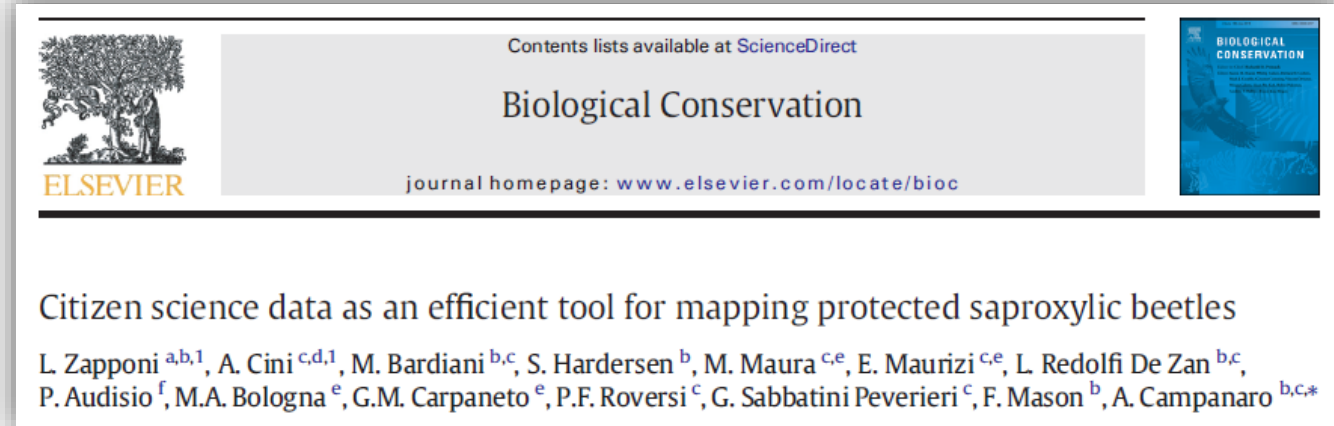 Contents lists available at ScienceDirect
Biological Conservation
journal homepage: www.elsevier.com/locate/bioc
ELSEVIER
BIOLOGICAL
CONSERVATION
Citizen science data as an efficient tool for mapping protected saproxylic beetles
L. Zapponi a,b,1, A. Cini c,d,1, M. Bardiani b,c, S. Hardersen b, M. Maura c,e, E. Maurizi c,e, L. Redolfi De Zan b,c,
P. Audisio f, M.A. Bologna e, G.M. Carpaneto e, P.F. Roversi c, G. Sabbatini Peverieri c, F. Mason b, A. Campanaro b,c,*